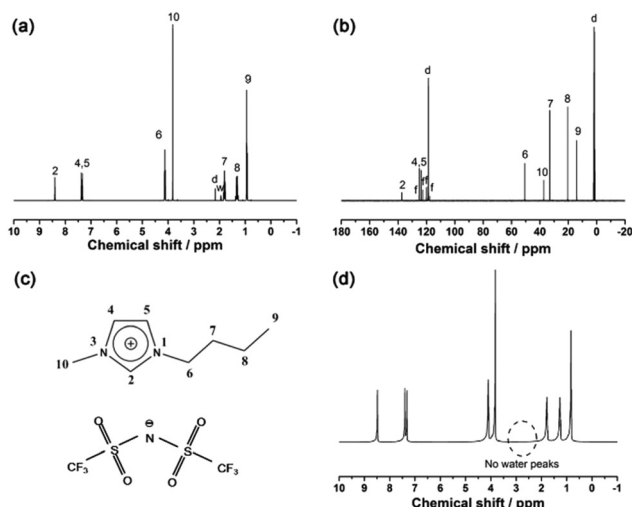 (a)
10
9
6
2
4,5
d
w
7
8
10 9 8 7 6 5 4 3 2 1 0 -1
Chemical shift / ppm
(b)
d
d
7
8
4,5
9
6
10
2
f
f
f
f
180 160 140 120 100 80 60 40 20 0 -20
Chemical shift / ppm
(c)
4 5
9
7
3 N N 1
⊕
10
8
2 6
O ⊖ O
S N S
CF3 O O CF3
(d)
No water peaks
10 9 8 7 6 5 4 3 2 1 0
Chemical shift / ppm